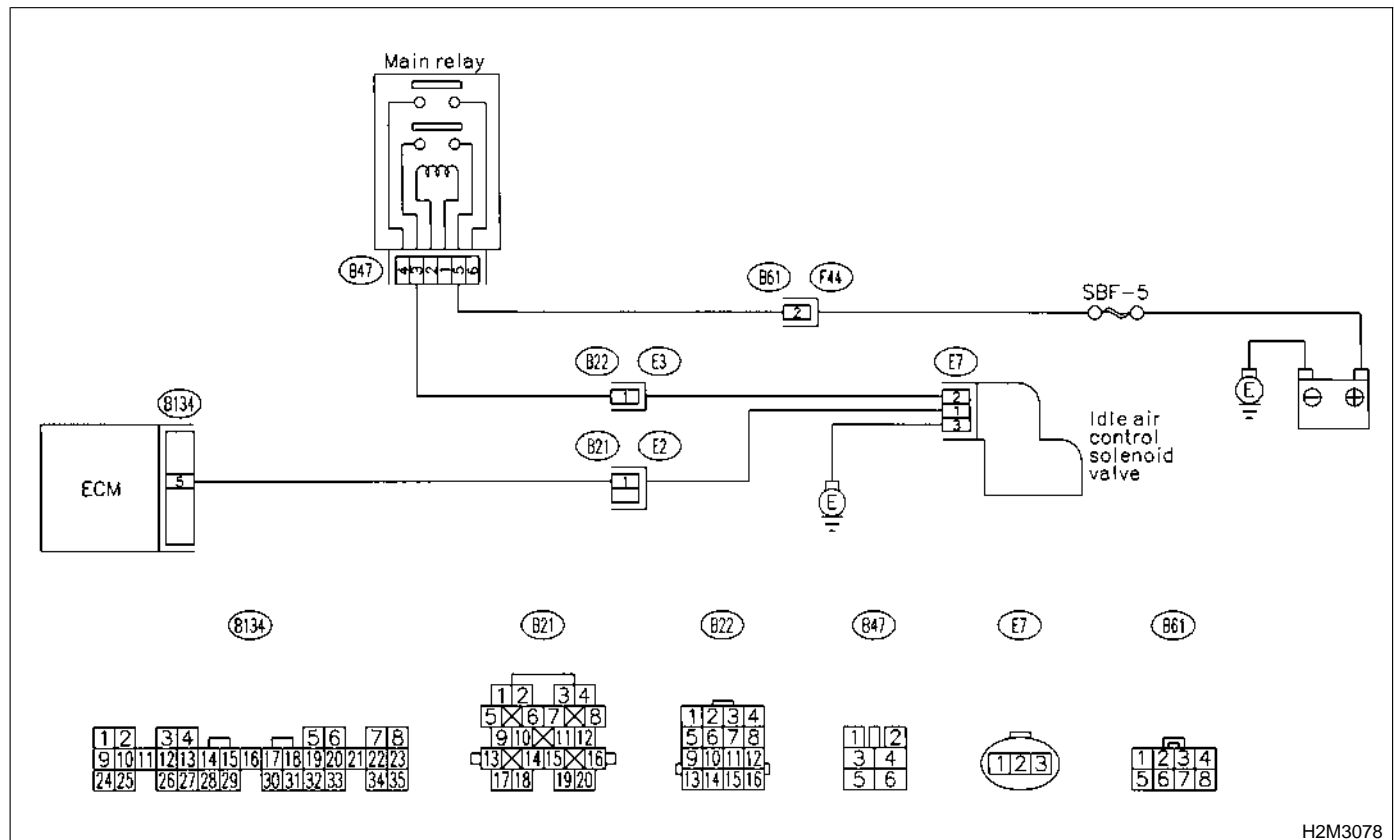 Main relay
B47
4 3 2 1 5 6
B61 F44
2
SBF-5
B22 E3
1
E7
2
1
3
E
⊖ ⊕
B134
ECM
5
B21 E2
1
E
Idle air
control
solenoid
valve
B134
B21
B22
B47
E7
B61
1 2 3 4 5 6 7 8
9 10 11 12 13 14 15 16 17 18 19 20 21 22 23
24 25 26 27 28 29 30 31 32 33 34 35
1 2 3 4
5 6 7 8
9 10 11 12
13 14 15 16
17 18 19 20
1 2 3 4
5 6 7 8
9 10 11 12
13 14 15 16
1 2
3 4
5 6
1 2 3
1 2 3 4
5 6 7 8
H2M3078